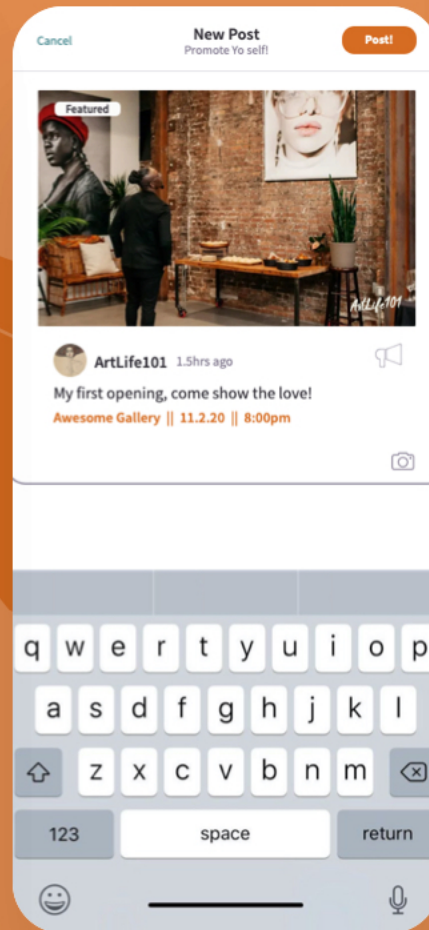 Cancel
New Post
Post!
Promote Yo self!
Featured
ArtLife101
ArtLife101 1.5hrs ago
My first opening, come show the love!
Awesome Gallery || 11.2.20 || 8:00pm
q w e r t y u i o p
a s d f g h j k l
z x c v b n m
123 space return